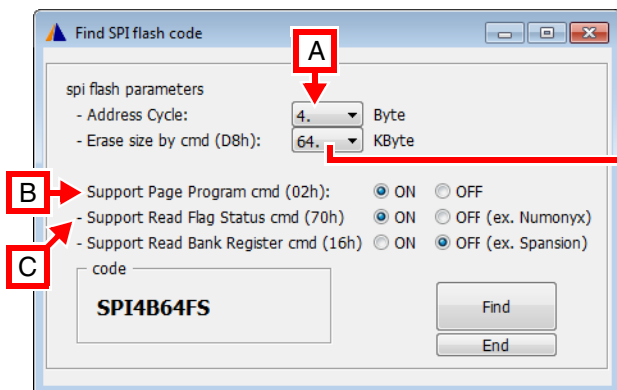 Find SPI flash code
A
spi flash parameters
- Address Cycle: 4. Byte
- Erase size by cmd (D8h): 64. KByte
B
- Support Page Program cmd (02h): ON OFF
- Support Read Flag Status cmd (70h) ON OFF (ex. Numonyx)
- Support Read Bank Register cmd (16h) ON OFF (ex. Spansion)
C
code
SPI4B64FS
Find
End